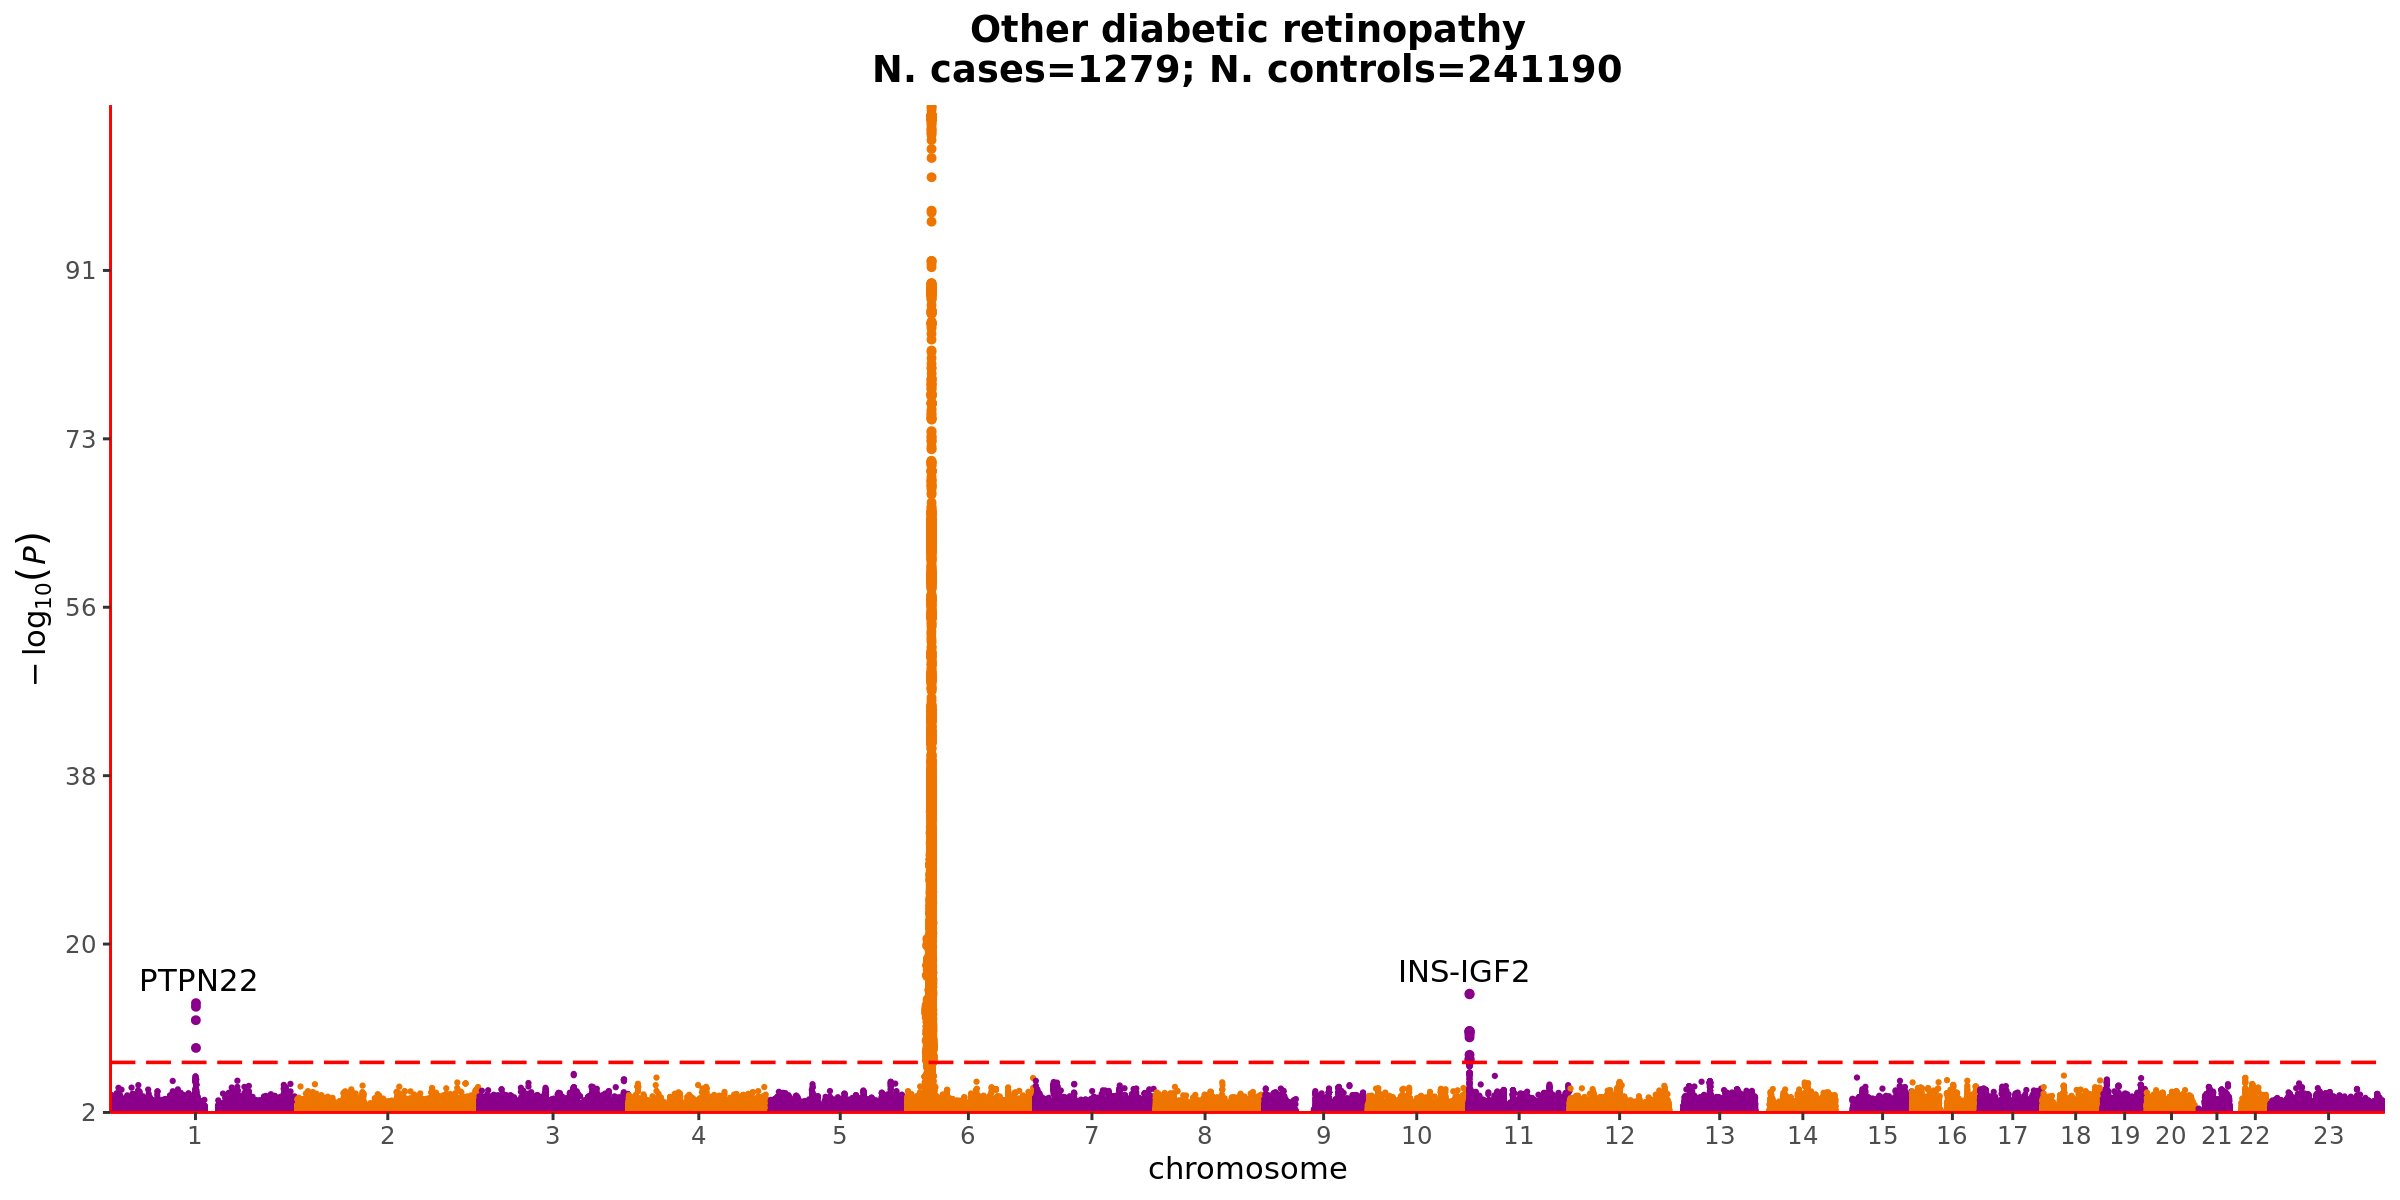 Other diabetic retinopathy
N. cases=1279; N. controls=241190
−log10(P)
91
73
56
38
20
2
PTPN22
INS-IGF2
1 2 3 4 5 6 7 8 9 10 11 12 13 14 15 16 17 18 19 20 21 22 23
chromosome